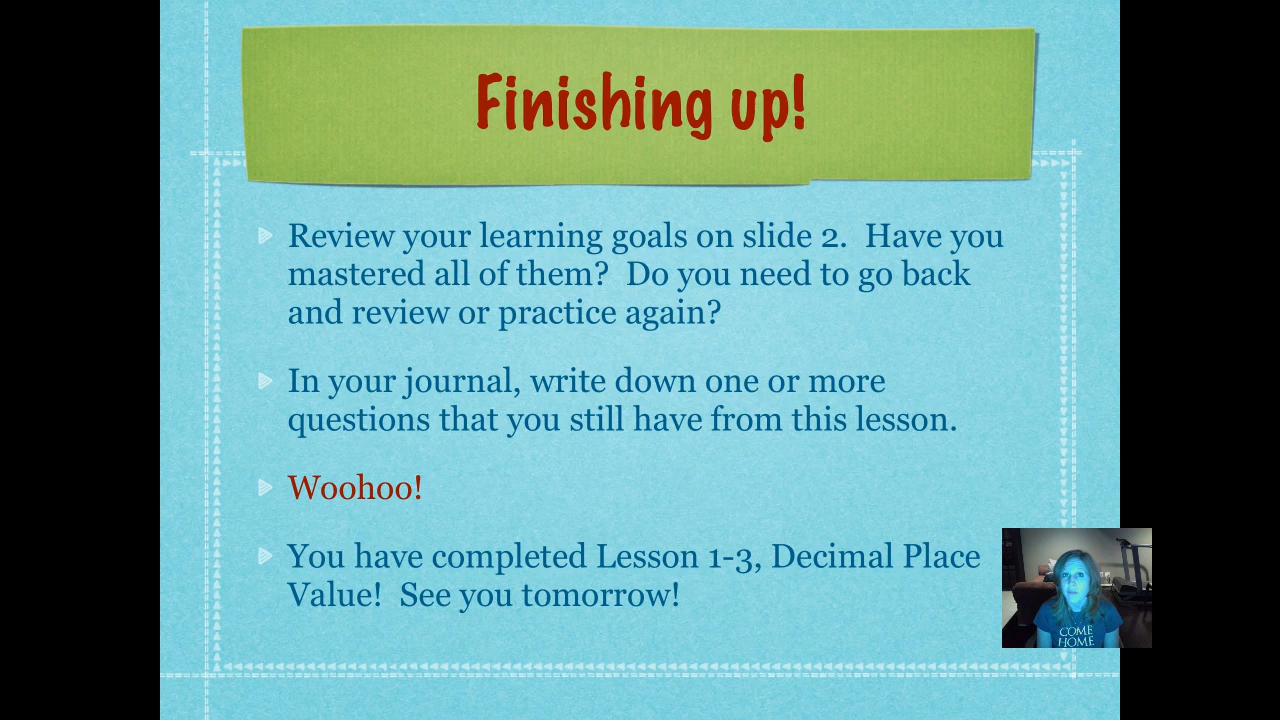 Finishing up!
Review your learning goals on slide 2.  Have you
mastered all of them?  Do you need to go back
and review or practice again?
In your journal, write down one or more
questions that you still have from this lesson.
Woohoo!
You have completed Lesson 1-3, Decimal Place
Value!  See you tomorrow!
COME
HOME